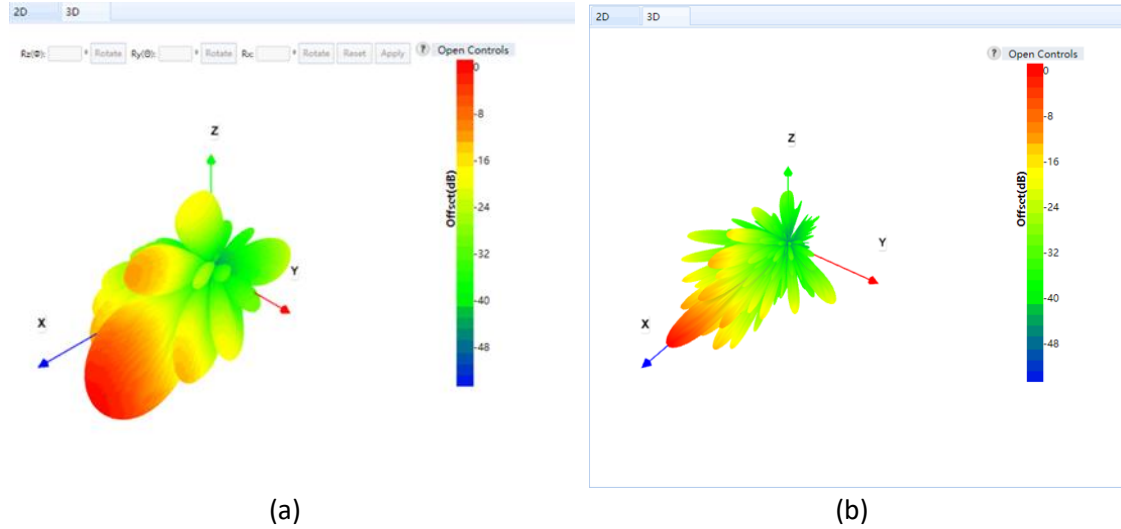 2D 3D
Rz(Φ): ° Rotate Ry(Θ): ° Rotate Rx: ° Rotate Reset Apply ? Open Controls
0
-8
-16
-24
-32
-40
-48
Offset(dB)
Z
Y
X
(a)
2D 3D
? Open Controls
0
-8
-16
-24
-32
-40
-48
Offset(dB)
Z
Y
X
(b)